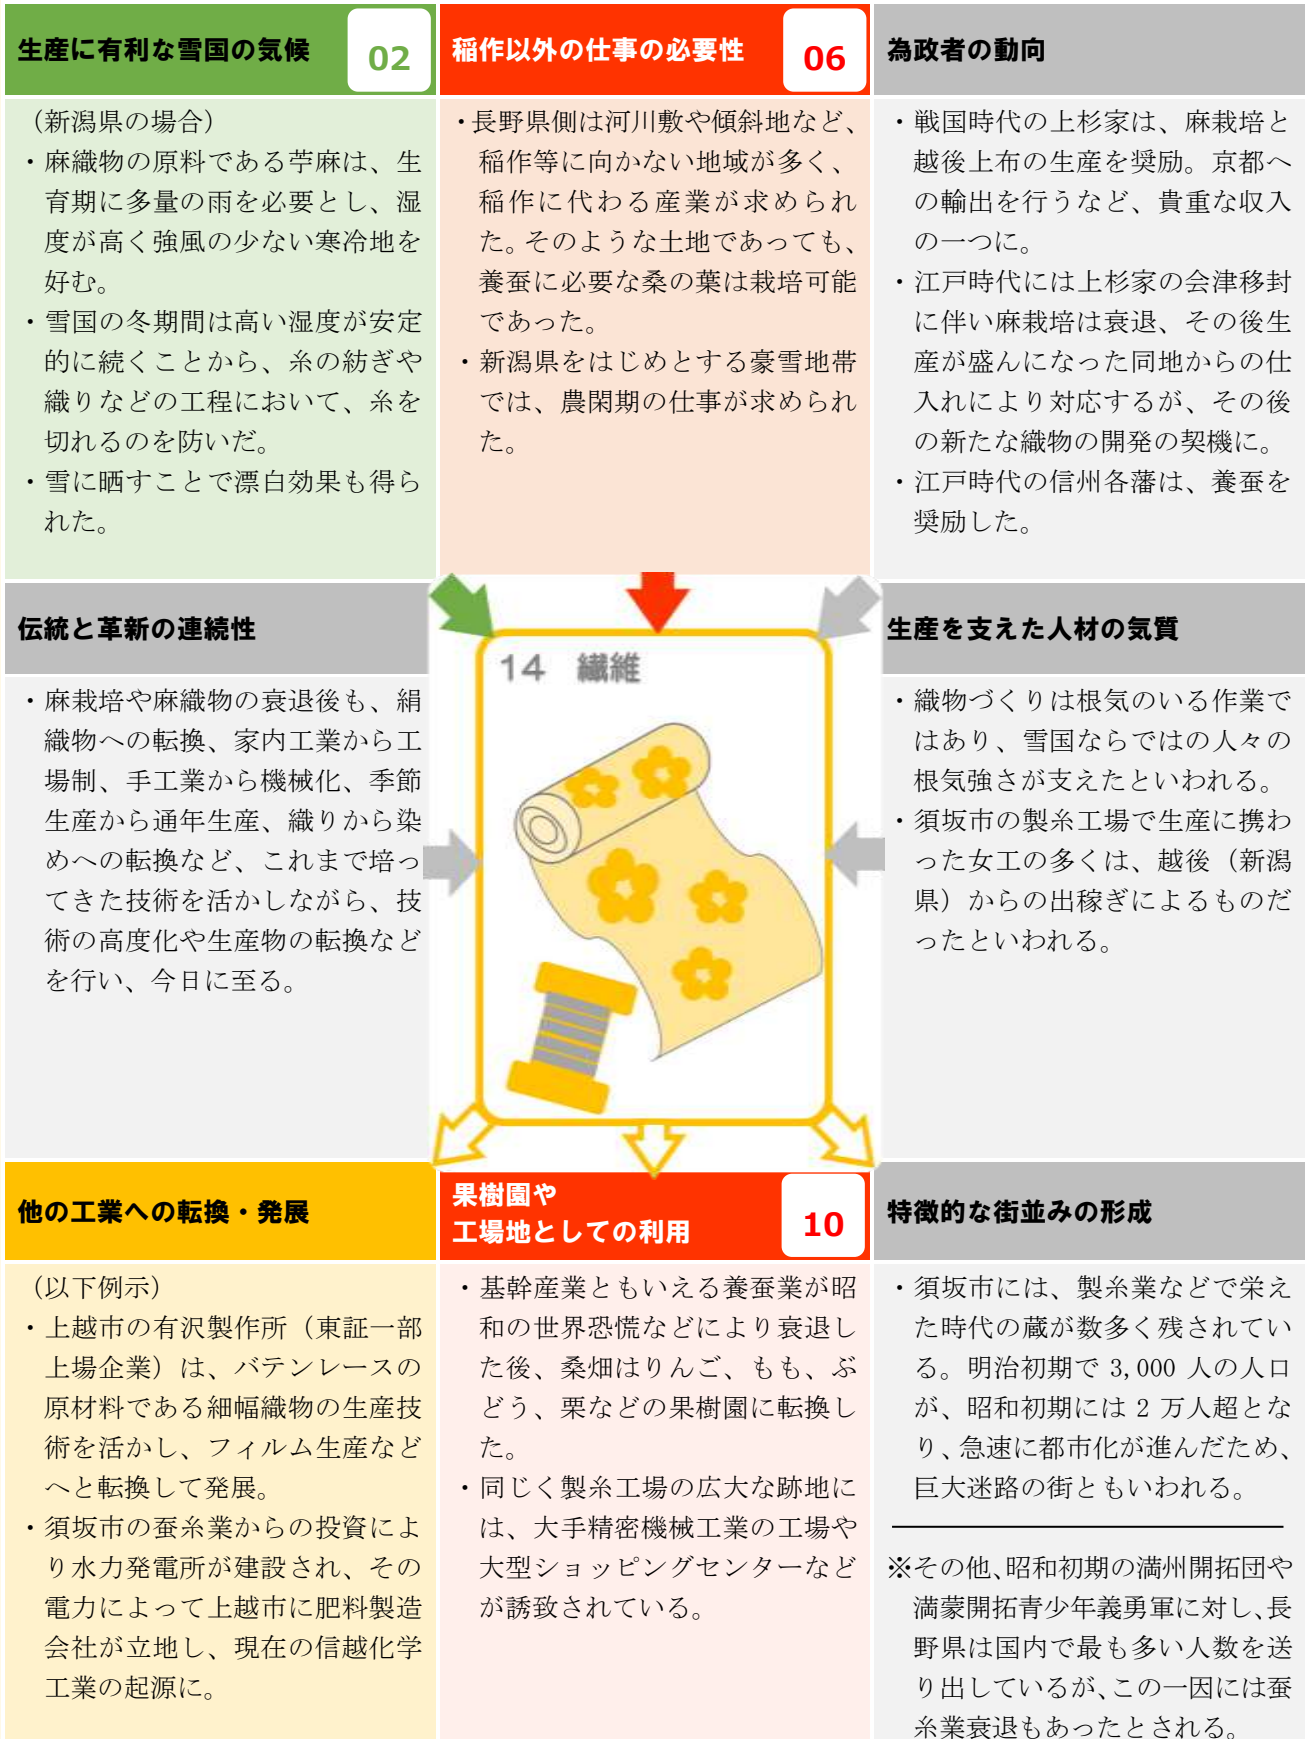 生産に有利な雪国の気候
02
（新潟県の場合）
・麻織物の原料である苧麻は、生
育期に多量の雨を必要とし、湿
度が高く強風の少ない寒冷地を
好む。
・雪国の冬期間は高い湿度が安定
的に続くことから、糸の紡ぎや
織りなどの工程において、糸を
切れるのを防いだ。
・雪に晒すことで漂白効果も得ら
れた。
稲作以外の仕事の必要性
06
・長野県側は河川敷や傾斜地など、
稲作等に向かない地域が多く、
稲作に代わる産業が求められ
た。そのような土地であっても、
養蚕に必要な桑の葉は栽培可能
であった。
・新潟県をはじめとする豪雪地帯
では、農閑期の仕事が求められ
た。
為政者の動向
・戦国時代の上杉家は、麻栽培と
越後上布の生産を奨励。京都へ
の輸出を行うなど、貴重な収入
の一つに。
・江戸時代には上杉家の会津移封
に伴い麻栽培は衰退、その後生
産が盛んになった同地からの仕
入れにより対応するが、その後
の新たな織物の開発の契機に。
・江戸時代の信州各藩は、養蚕を
奨励した。
伝統と革新の連続性
・麻栽培や麻織物の衰退後も、絹
織物への転換、家内工業から工
場制、手工業から機械化、季節
生産から通年生産、織りから染
めへの転換など、これまで培っ
てきた技術を活かしながら、技
術の高度化や生産物の転換など
を行い、今日に至る。
14 繊維
生産を支えた人材の気質
・織物づくりは根気のいる作業で
はあり、雪国ならではの人々の
根気強さが支えたといわれる。
・須坂市の製糸工場で生産に携わ
った女工の多くは、越後（新潟
県）からの出稼ぎによるものだ
ったといわれる。
他の工業への転換・発展
（以下例示）
・上越市の有沢製作所（東証一部
上場企業）は、バテンレースの
原材料である細幅織物の生産技
術を活かし、フィルム生産など
へと転換して発展。
・須坂市の蚕糸業からの投資によ
り水力発電所が建設され、その
電力によって上越市に肥料製造
会社が立地し、現在の信越化学
工業の起源に。
果樹園や
工場地としての利用
10
・基幹産業ともいえる養蚕業が昭
和の世界恐慌などにより衰退し
た後、桑畑はりんご、もも、ぶ
どう、栗などの果樹園に転換し
た。
・同じく製糸工場の広大な跡地に
は、大手精密機械工業の工場や
大型ショッピングセンターなど
が誘致されている。
特徴的な街並みの形成
・須坂市には、製糸業などで栄え
た時代の蔵が数多く残されてい
る。明治初期で 3,000 人の人口
が、昭和初期には 2 万人超とな
り、急速に都市化が進んだため、
巨大迷路の街ともいわれる。
※その他、昭和初期の満州開拓団や
満蒙開拓青少年義勇軍に対し、長
野県は国内で最も多い人数を送
り出しているが、この一因には蚕
糸業衰退もあったとされる。